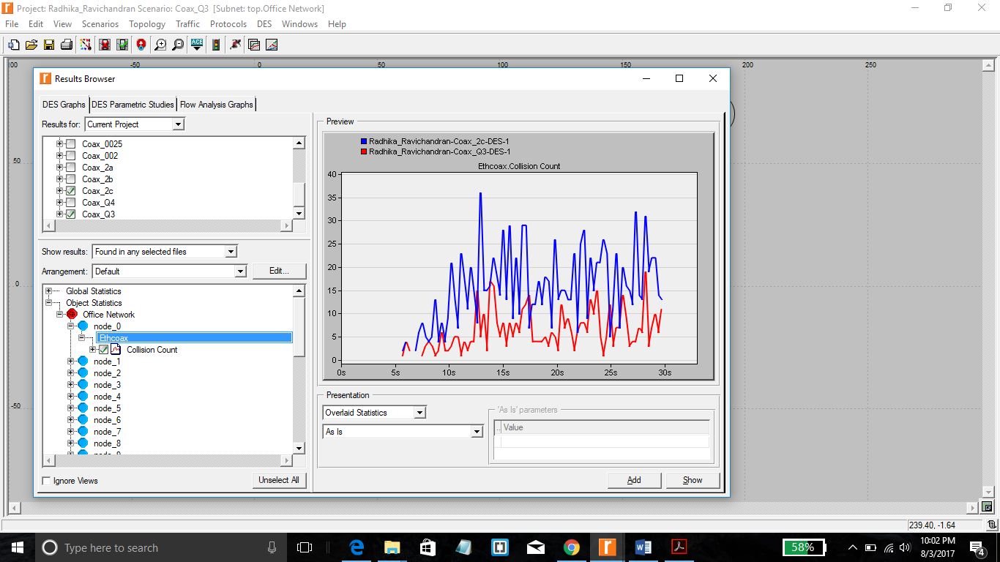 Project: Radhika_Ravichandran Scenario: Coax_Q3 [Subnet: top.Office Network]
File Edit View Scenarios Topology Traffic Protocols DES Windows Help
ACE
00 -50 0 50 100 150 200 250
50
0
-50
Results Browser
DES Graphs DES Parametric Studies Flow Analysis Graphs
Results for: Current Project
Coax_0025
Coax_002
Coax_2a
Coax_2b
Coax_2c
Coax_Q4
Coax_Q3
Show results: Found in any selected files
Arrangement: Default Edit...
Global Statistics
Object Statistics
Office Network
node_0
Ethcoax
Collision Count
node_1
node_2
node_3
node_4
node_5
node_6
node_7
node_8
Ignore Views Unselect All
Preview
Radhika_Ravichandran-Coax_2c-DES-1
Radhika_Ravichandran-Coax_Q3-DES-1
Ethcoax.Collision Count
40
35
30
25
20
15
10
5
0
0s 5s 10s 15s 20s 25s 30s
Presentation
Overlaid Statistics
As Is
'As Is' parameters
.. Value
Add Show
239.40, -1.64
Type here to search
58%
10:02 PM
8/3/2017
4